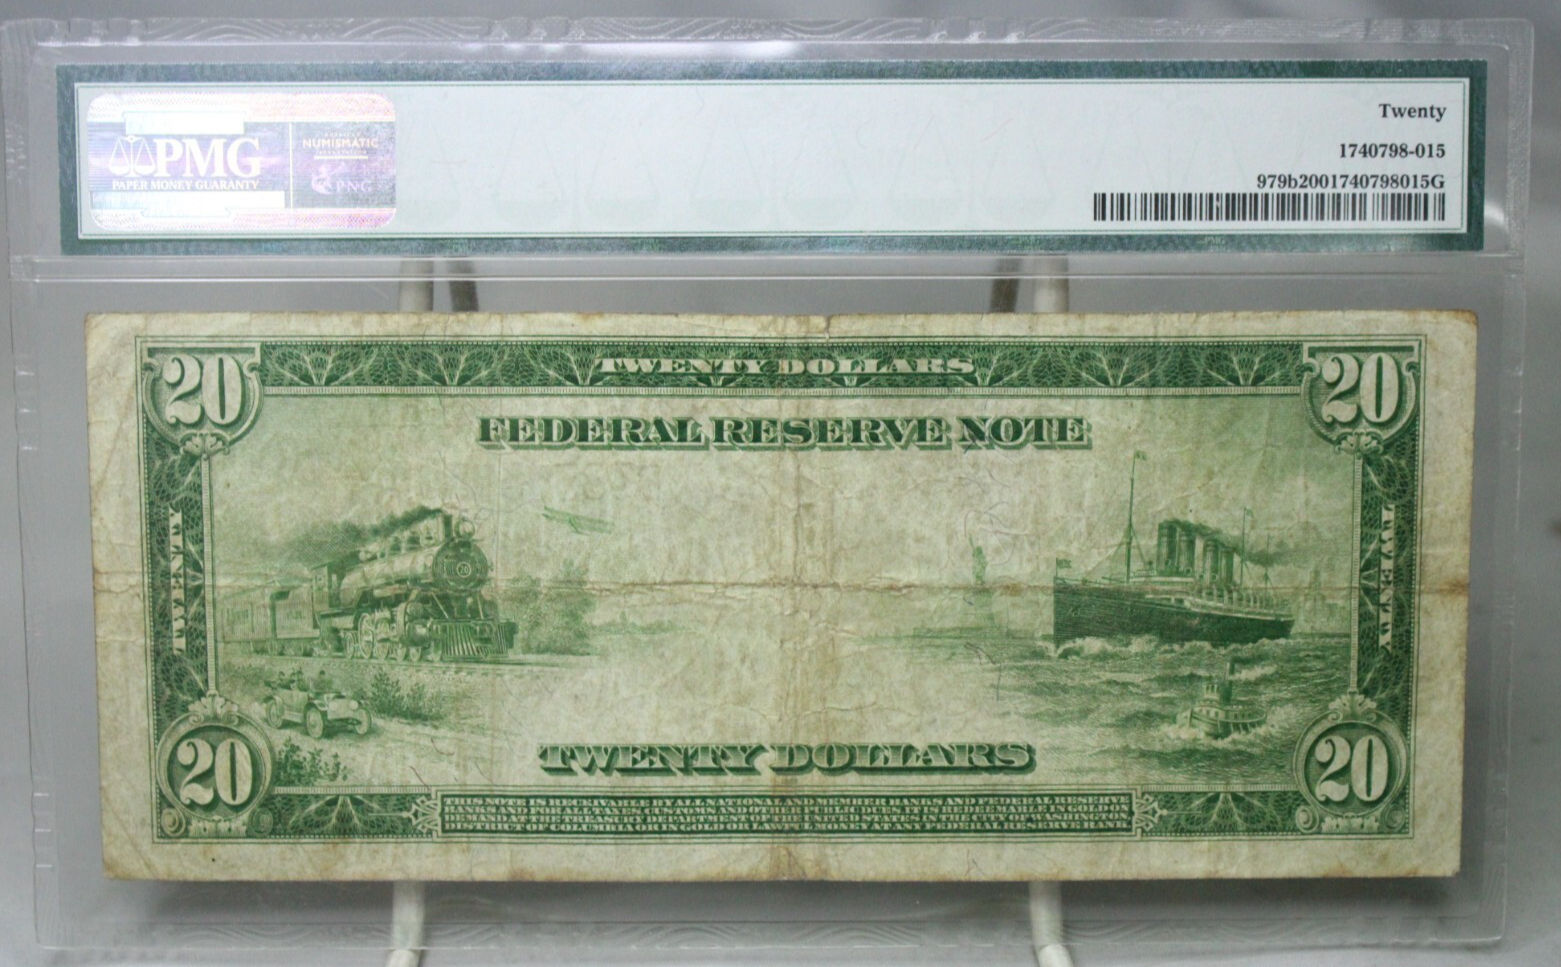 PMG
PAPER MONEY GUARANTY
NUMISMATIC
PNG
Twenty
1740798-015
979b2001740798015G
20
TWENTY DOLLARS
20
FEDERAL RESERVE NOTE
TWENTY
TWENTY
20
TWENTY DOLLARS
20
THIS NOTE IS RECEIVABLE BY ALL NATIONAL AND MEMBER BANKS AND FEDERAL RESERVE
BANKS AND FOR ALL TAXES, CUSTOMS AND OTHER PUBLIC DUES. IT IS REDEEMABLE IN GOLD ON
DEMAND AT THE TREASURY DEPARTMENT OF THE UNITED STATES IN THE CITY OF WASHINGTON
DISTRICT OF COLUMBIA OR IN GOLD OR LAWFUL MONEY AT ANY FEDERAL RESERVE BANK